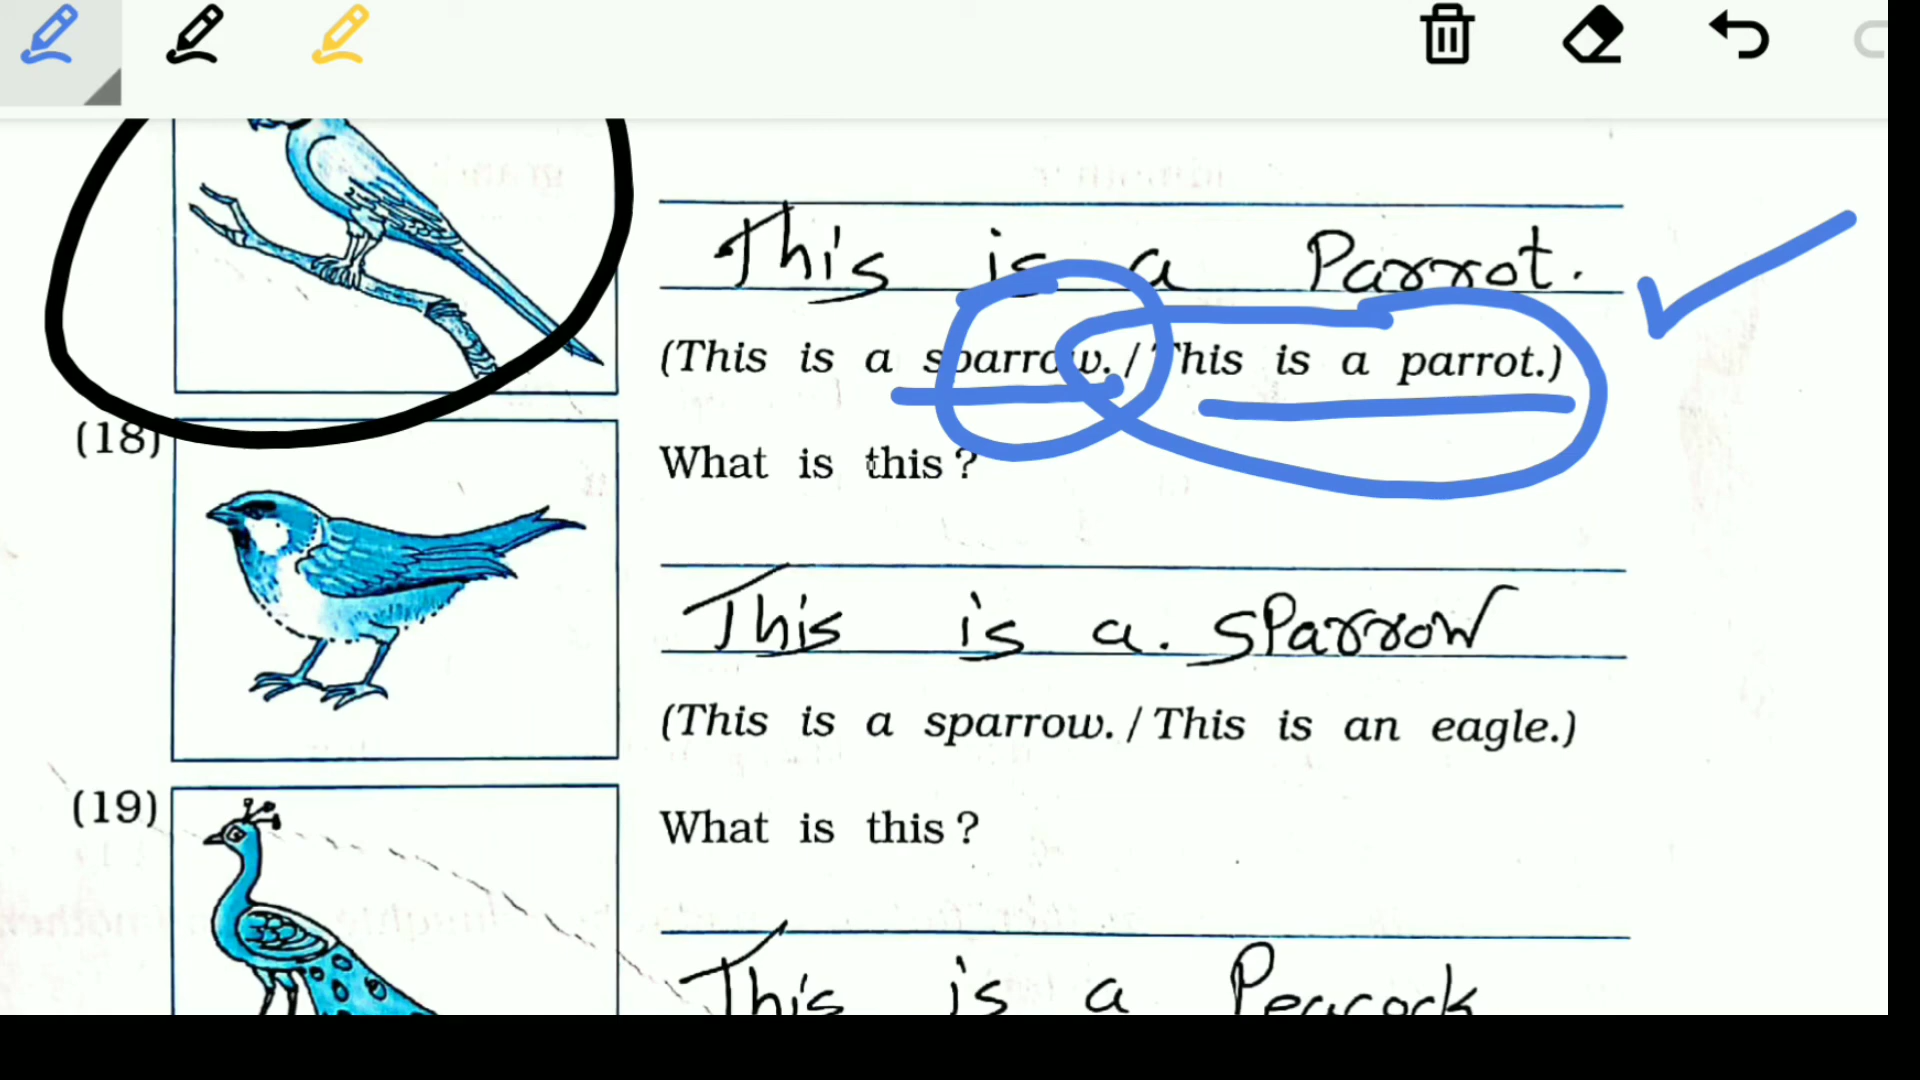 This is a Parrot.
(This is a sparrow. / This is a parrot.)
(18)
What is this ?
This is a. sParrow
(This is a sparrow. / This is an eagle.)
(19)
What is this ?
This is a Peacock